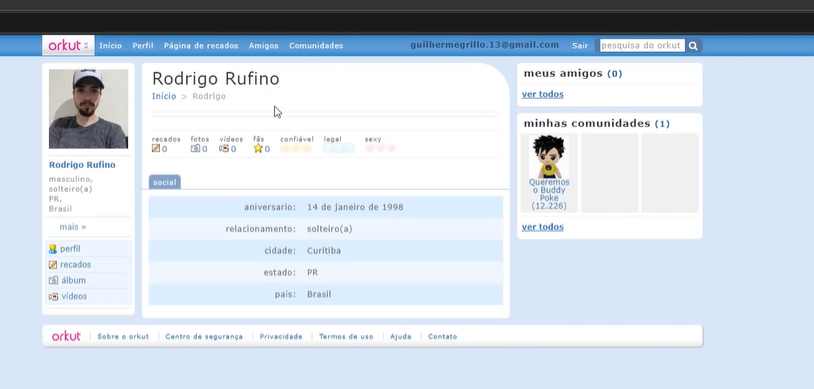 orkut
Início Perfil Página de recados Amigos Comunidades
guilhermegrillo.13@gmail.com
Sair
pesquisa do orkut
Rodrigo Rufino
masculino,
solteiro(a)
PR,
Brasil
mais »
perfil
recados
álbum
vídeos
Rodrigo Rufino
Início > Rodrigo
recados fotos vídeos fãs confiável legal sexy
0 0 0 0
social
aniversario: 14 de janeiro de 1998
relacionamento: solteiro(a)
cidade: Curitiba
estado: PR
país: Brasil
meus amigos (0)
ver todos
minhas comunidades (1)
Queremos
o Buddy
Poke
(12.226)
ver todos
orkut Sobre o orkut Centro de segurança Privacidade Termos de uso Ajuda Contato